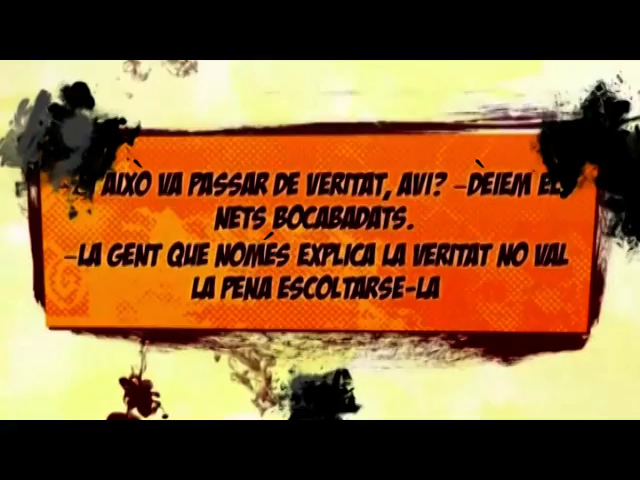 AIXÒ VA PASSAR DE VERITAT, AVI? –DÈIEM ELS
NETS BOCABADATS.
–LA GENT QUE NOMÉS EXPLICA LA VERITAT NO VAL
LA PENA ESCOLTARSE-LA